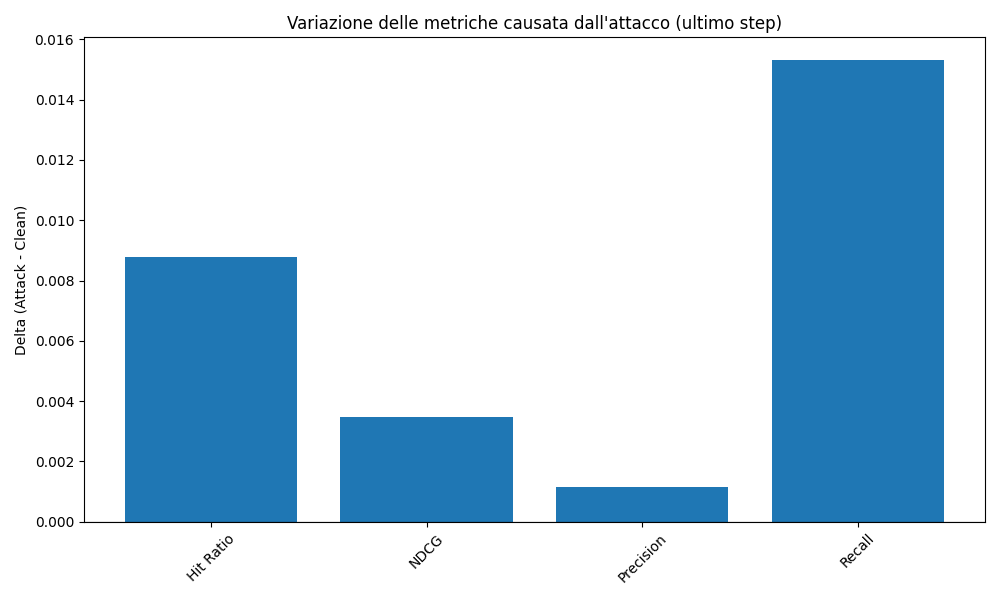 Variazione delle metriche causata dall'attacco (ultimo step)
Delta (Attack - Clean)
0.016
0.014
0.012
0.010
0.008
0.006
0.004
0.002
0.000
Hit Ratio
NDCG
Precision
Recall